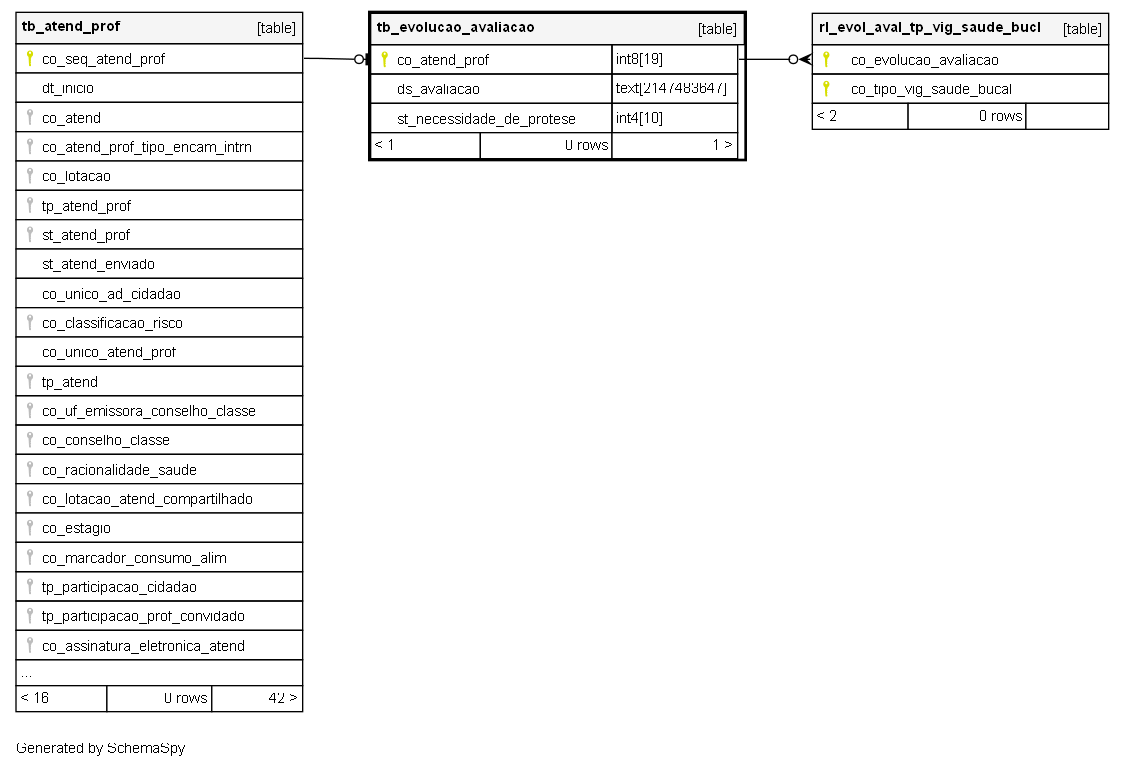 tb_atend_prof [table]
co_seq_atend_prof
dt_inicio
co_atend
co_atend_prof_tipo_encam_intrn
co_lotacao
tp_atend_prof
st_atend_prof
st_atend_enviado
co_unico_ad_cidadao
co_classificacao_risco
co_unico_atend_prof
tp_atend
co_uf_emissora_conselho_classe
co_conselho_classe
co_racionalidade_saude
co_lotacao_atend_compartilhado
co_estagio
co_marcador_consumo_alim
tp_participacao_cidadao
tp_participacao_prof_convidado
co_assinatura_eletronica_atend
...
< 16 0 rows 42 >
tb_evolucao_avaliacao [table]
co_atend_prof int8[19]
ds_avaliacao text[2147483647]
st_necessidade_de_protese int4[10]
< 1 0 rows 1 >
rl_evol_aval_tp_vig_saude_bucl [table]
co_evolucao_avaliacao
co_tipo_vig_saude_bucal
< 2 0 rows
Generated by SchemaSpy